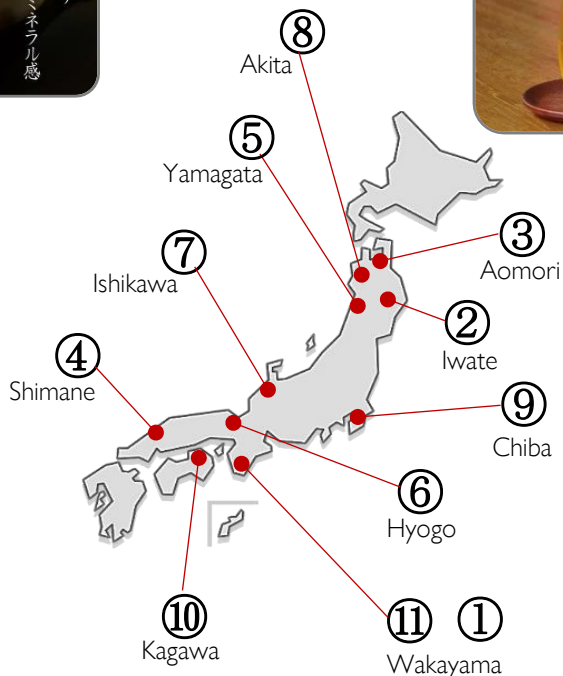 ミネラル感
⑧
Akita
⑤
Yamagata
③
Aomori
⑦
Ishikawa
②
Iwate
④
Shimane
⑨
Chiba
⑥
Hyogo
⑩
Kagawa
⑪ ①
Wakayama